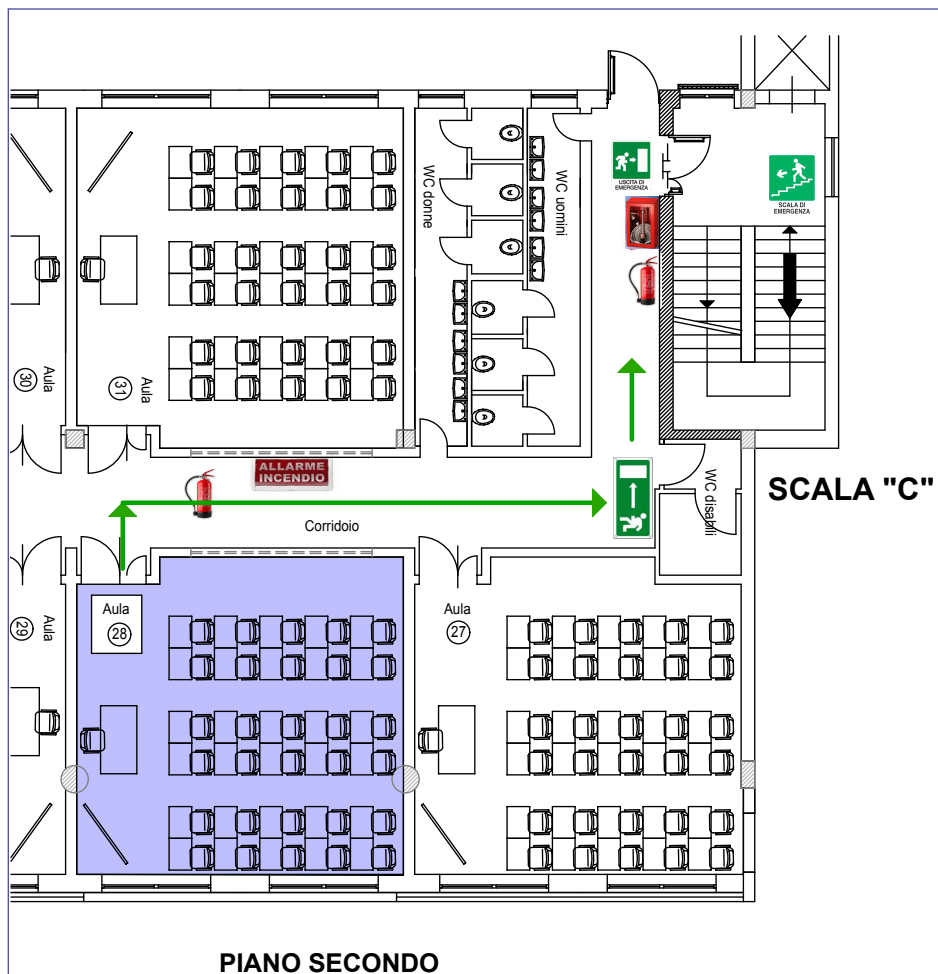 WC donne
WC uomini
USCITA DI
EMERGENZA
SCALA DI
EMERGENZA
Aula
30
Aula
31
ALLARME
INCENDIO
Corridoio
WC disabili
SCALA "C"
Aula
29
Aula
28
Aula
27
PIANO SECONDO